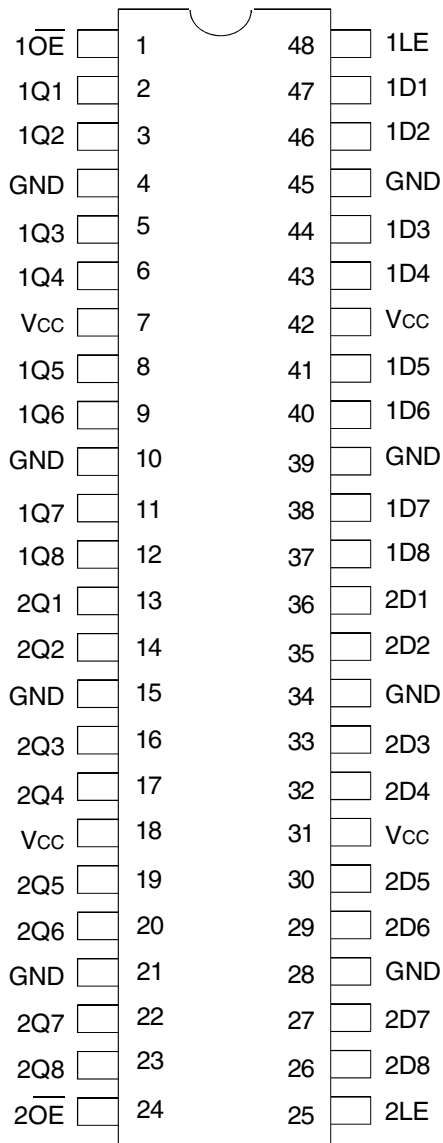 1O̅E̅ 1 48 1LE
1Q1 2 47 1D1
1Q2 3 46 1D2
GND 4 45 GND
1Q3 5 44 1D3
1Q4 6 43 1D4
Vcc 7 42 Vcc
1Q5 8 41 1D5
1Q6 9 40 1D6
GND 10 39 GND
1Q7 11 38 1D7
1Q8 12 37 1D8
2Q1 13 36 2D1
2Q2 14 35 2D2
GND 15 34 GND
2Q3 16 33 2D3
2Q4 17 32 2D4
Vcc 18 31 Vcc
2Q5 19 30 2D5
2Q6 20 29 2D6
GND 21 28 GND
2Q7 22 27 2D7
2Q8 23 26 2D8
2O̅E̅ 24 25 2LE